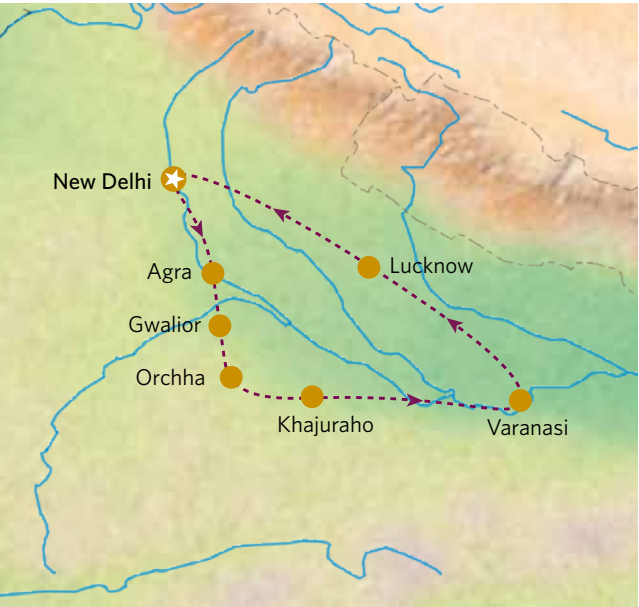 New Delhi
Lucknow
Agra
Gwalior
Orchha
Khajuraho
Varanasi